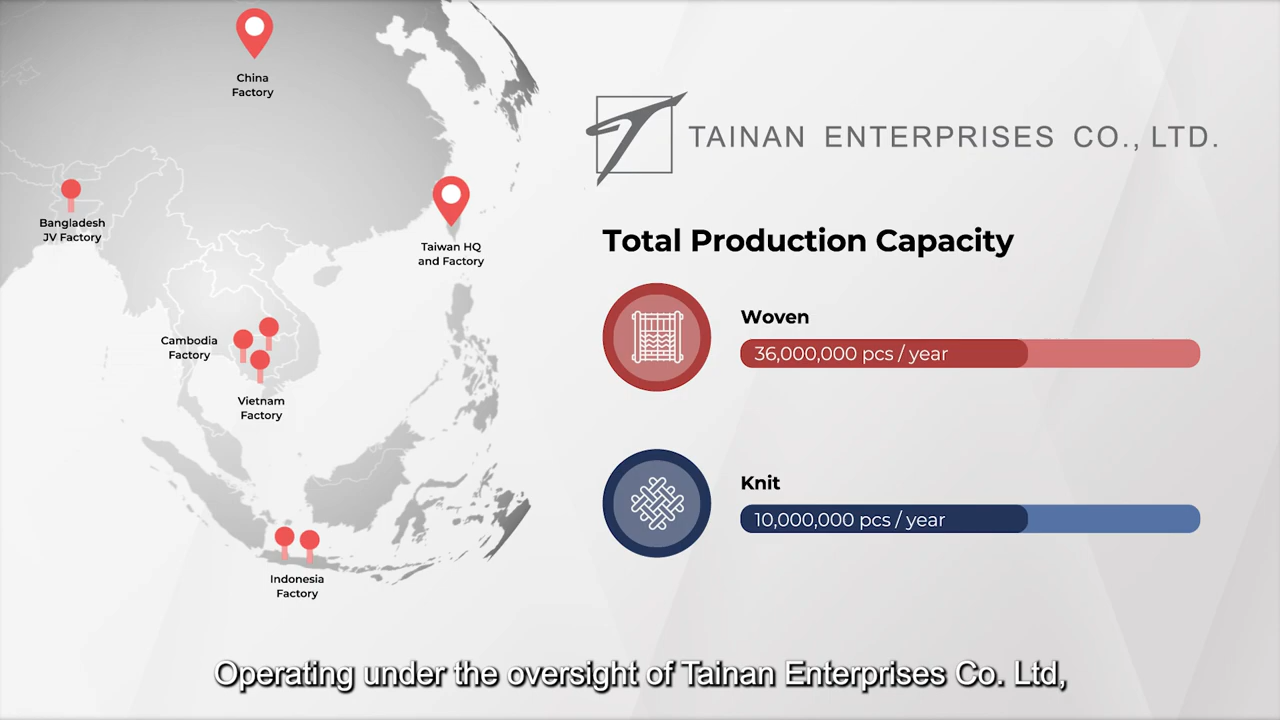 China
Factory
Bangladesh
JV Factory
Taiwan HQ
and Factory
Cambodia
Factory
Vietnam
Factory
Indonesia
Factory
TAINAN ENTERPRISES CO., LTD.
Total Production Capacity
Woven
36,000,000 pcs / year
Knit
10,000,000 pcs / year
Operating under the oversight of Tainan Enterprises Co. Ltd,